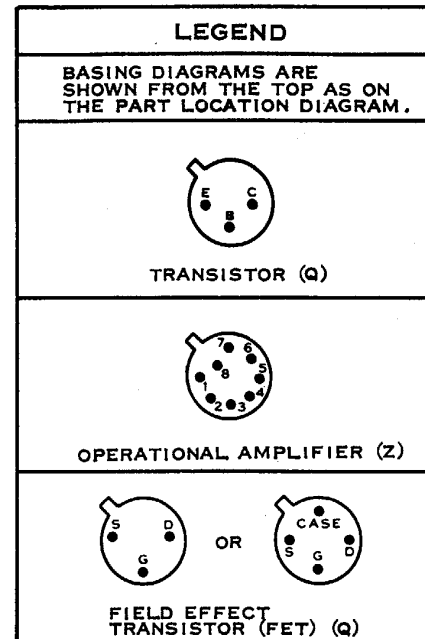 LEGEND
BASING DIAGRAMS ARE
SHOWN FROM THE TOP AS ON
THE PART LOCATION DIAGRAM.
E C
B
TRANSISTOR (Q)
7 6
8 5
1 4
2 3
OPERATIONAL AMPLIFIER (Z)
S D
G
OR
CASE
S D
G
FIELD EFFECT
TRANSISTOR (FET) (Q)